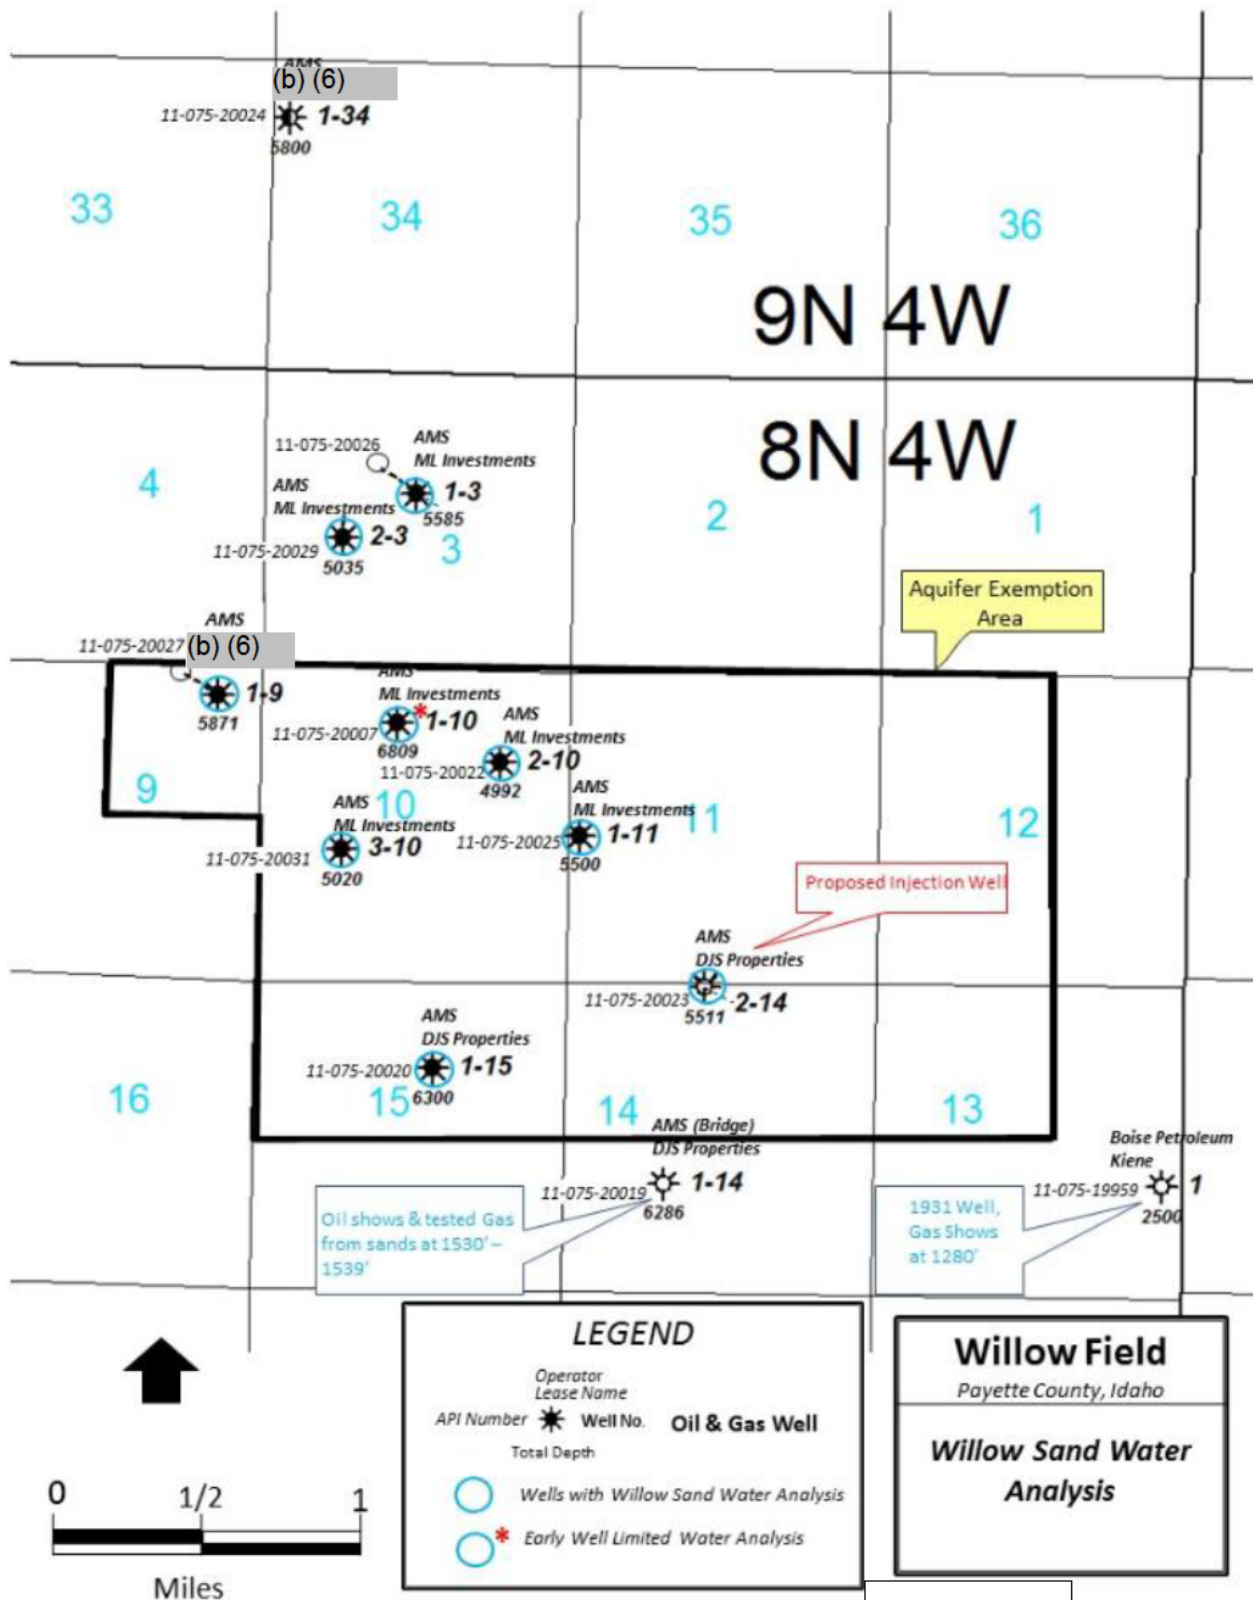 AMS
(b) (6)
11-075-20024
1-34
5800
33
34
35
36
9N 4W
8N 4W
11-075-20026
AMS
ML Investments
1-3
5585
4
AMS
ML Investments
2-3
11-075-20029
5035
3
2
1
Aquifer Exemption
Area
AMS
11-075-20027
(b) (6)
1-9
5871
AMS
ML Investments
1-10
*
11-075-20007
6809
AMS
ML Investments
2-10
11-075-20022
4992
9
10
AMS
ML Investments
1-11
11-075-20025
5500
11
12
AMS
ML Investments
3-10
11-075-20031
5020
Proposed Injection Well
AMS
DJS Properties
11-075-20023
2-14
5511
AMS
DJS Properties
11-075-20020
1-15
6300
16
15
14
13
AMS (Bridge)
DJS Properties
11-075-20019
1-14
6286
Boise Petroleum
Kiene
11-075-19959
1
2500
Oil shows & tested Gas
from sands at 1530' –
1539'
1931 Well,
Gas Shows
at 1280'
LEGEND
Operator
Lease Name
API Number
Well No.
Oil & Gas Well
Total Depth
Wells with Willow Sand Water Analysis
* Early Well Limited Water Analysis
Willow Field
Payette County, Idaho
Willow Sand Water
Analysis
0
1/2
1
Miles